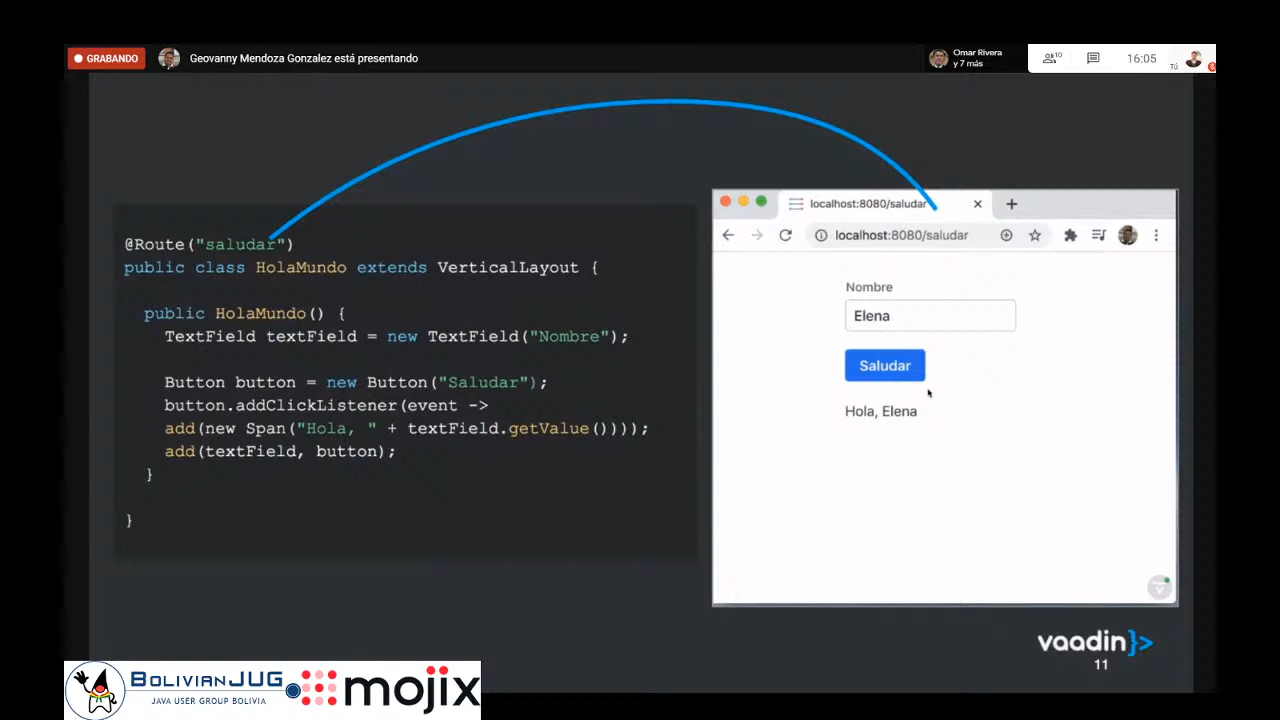 GRABANDO
Geovanny Mendoza Gonzalez está presentando
Omar Rivera
y 7 más
10
16:05
Tú
@Route("saludar")
public class HolaMundo extends VerticalLayout {
public HolaMundo() {
TextField textField = new TextField("Nombre");
Button button = new Button("Saludar");
button.addClickListener(event ->
add(new Span("Hola, " + textField.getValue())));
add(textField, button);
}
}
localhost:8080/saludar
localhost:8080/saludar
Nombre
Elena
Saludar
Hola, Elena
vaadin}>
11
BOLIVIANJUG
JAVA USER GROUP BOLIVIA
mojix